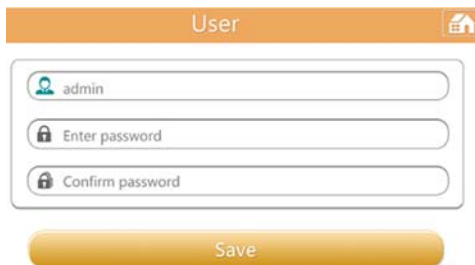 User
admin
Enter password
Confirm password
Save